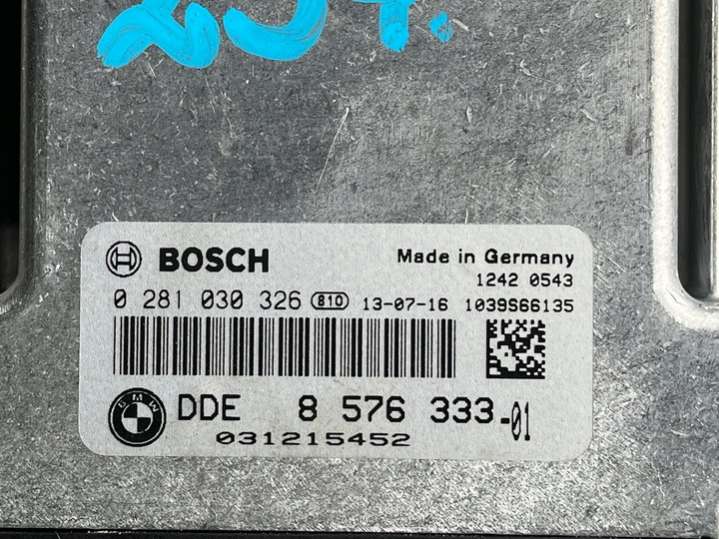 BOSCH Made in Germany
1242 0543
0 281 030 326 810 13-07-16 1039S66135
BMW DDE 8 576 333-01
031215452